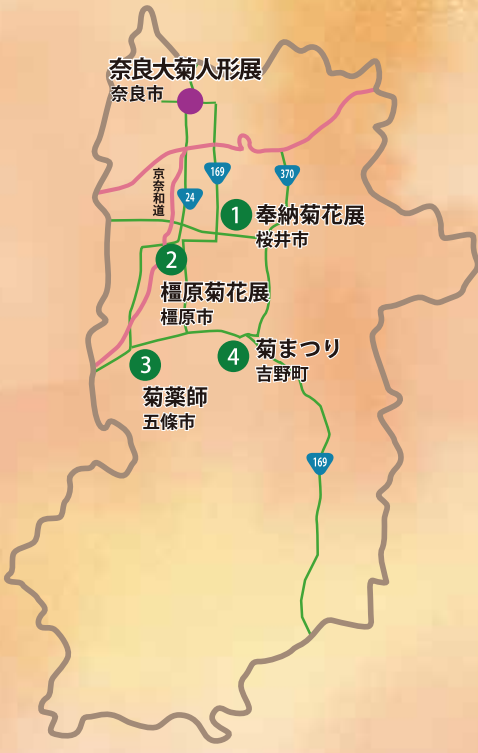 奈良大菊人形展
奈良市
京奈和道
169
370
24
1 奉納菊花展
桜井市
2
橿原菊花展
橿原市
3
菊薬師
五條市
4 菊まつり
吉野町
169